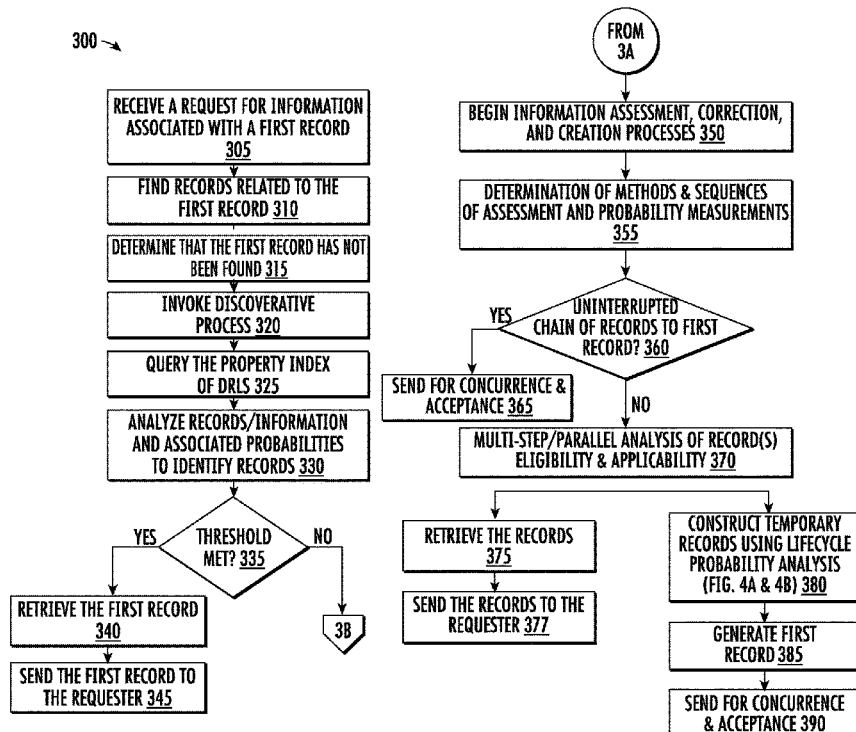 300
RECEIVE A REQUEST FOR INFORMATION
ASSOCIATED WITH A FIRST RECORD
305
FIND RECORDS RELATED TO THE
FIRST RECORD 310
DETERMINE THAT THE FIRST RECORD HAS NOT
BEEN FOUND 315
INVOKE DISCOVERATIVE
PROCESS 320
QUERY THE PROPERTY INDEX
OF DRLS 325
ANALYZE RECORDS/INFORMATION
AND ASSOCIATED PROBABILITIES
TO IDENTIFY RECORDS 330
THRESHOLD
MET? 335
YES
NO
RETRIEVE THE FIRST RECORD
340
SEND THE FIRST RECORD TO
THE REQUESTER 345
3B
FROM
3A
BEGIN INFORMATION ASSESSMENT, CORRECTION,
AND CREATION PROCESSES 350
DETERMINATION OF METHODS & SEQUENCES
OF ASSESSMENT AND PROBABILITY MEASUREMENTS
355
UNINTERRUPTED
CHAIN OF RECORDS TO FIRST
RECORD? 360
YES
SEND FOR CONCURRENCE &
ACCEPTANCE 365
NO
MULTI-STEP/PARALLEL ANALYSIS OF RECORD(S)
ELIGIBILITY & APPLICABILITY 370
RETRIEVE THE RECORDS
375
SEND THE RECORDS TO THE
REQUESTER 377
CONSTRUCT TEMPORARY
RECORDS USING LIFECYCLE
PROBABILITY ANALYSIS
(FIG. 4A & 4B) 380
GENERATE FIRST
RECORD 385
SEND FOR CONCURRENCE
& ACCEPTANCE 390